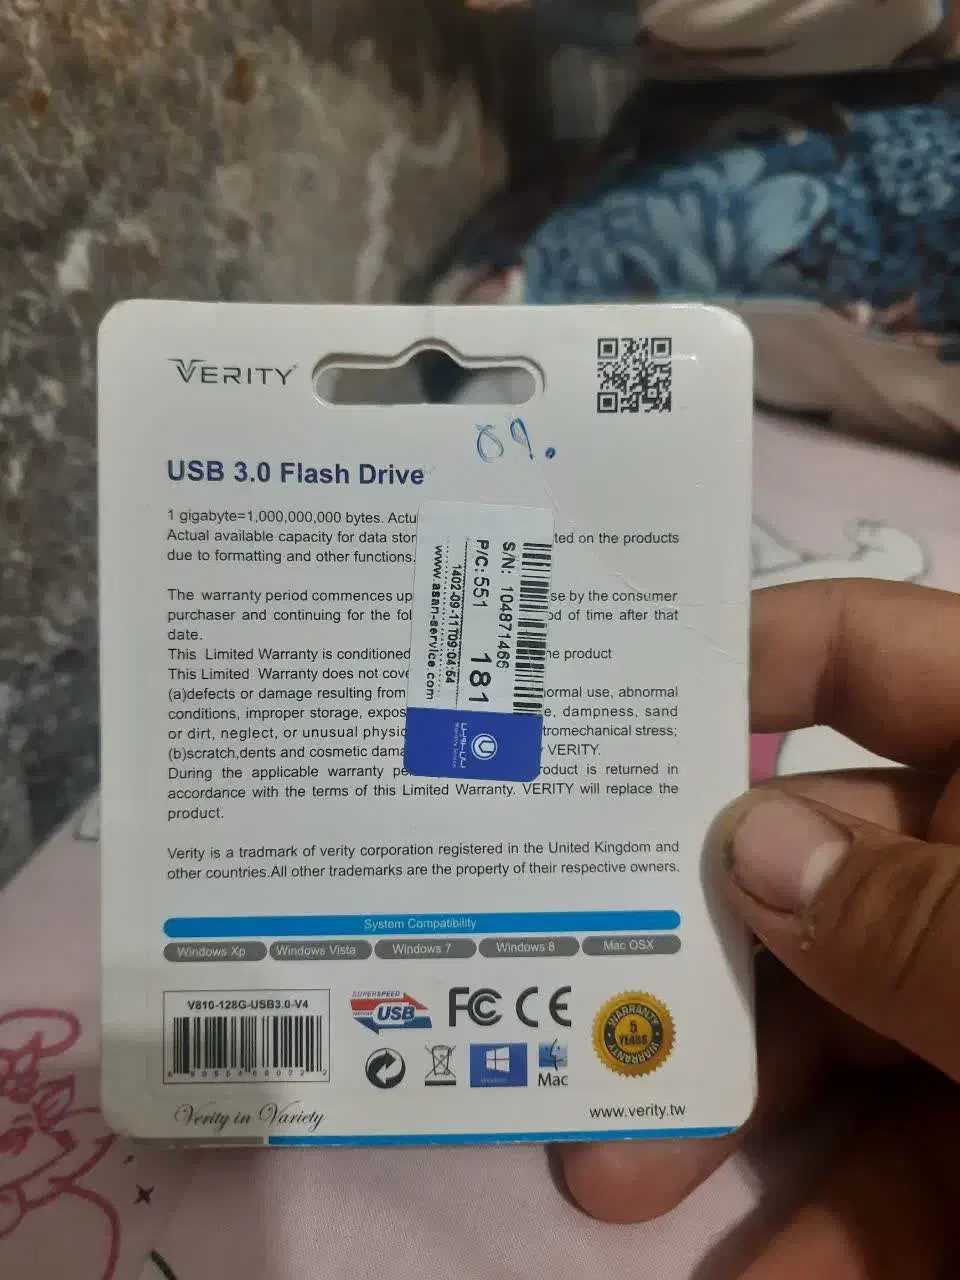 VERITY
USB 3.0 Flash Drive
1 gigabyte=1,000,000,000 bytes. Actu
Actual available capacity for data stor ted on the products
due to formatting and other functions.
The warranty period commences up se by the consumer
purchaser and continuing for the fol od of time after that
date.
This Limited Warranty is conditioned he product
This Limited Warranty does not cove
(a)defects or damage resulting from ormal use, abnormal
conditions, improper storage, expos e, dampness, sand
or dirt, neglect, or unusual physic tromechanical stress;
(b)scratch,dents and cosmetic dama VERITY.
During the applicable warranty pe roduct is returned in
accordance with the terms of this Limited Warranty. VERITY will replace the
product.
Verity is a tradmark of verity corporation registered in the United Kingdom and
other countries.All other trademarks are the property of their respective owners.
S/N: 104871466
P/C: 551 181
1402-09-11T09:04:54
www.asan-service.com
System Compatibility
Windows Xp Windows Vista Windows 7 Windows 8 Mac OSX
V810-128G-USB3.0-V4
SUPERSPEED
USB
FC CE
WARRANTY
5
YEARS
WARRANTY
Mac
Verity in Variety
www.verity.tw